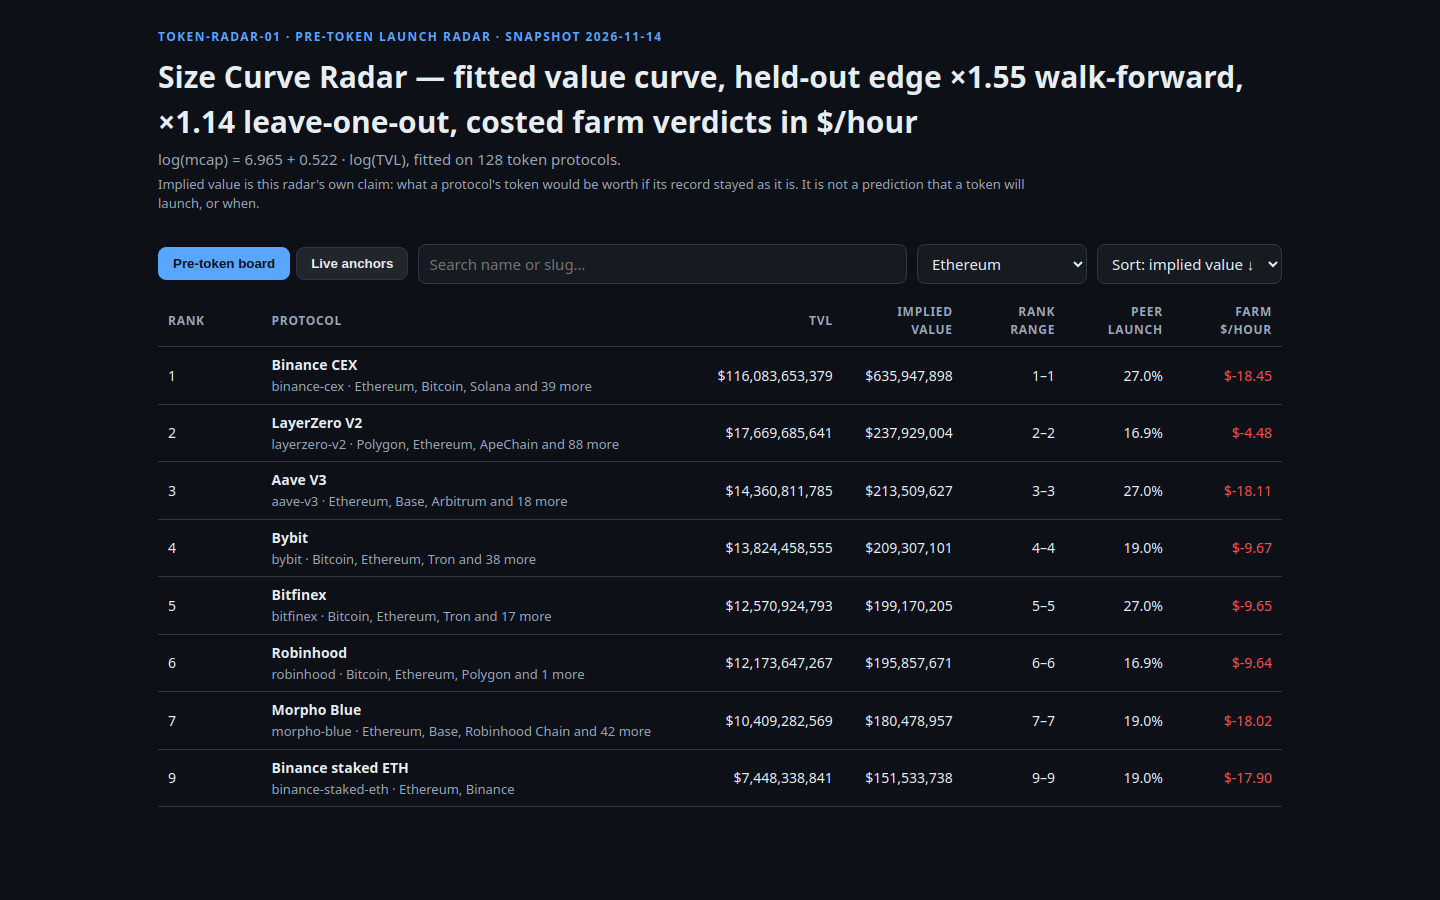 TOKEN-RADAR-01 · PRE-TOKEN LAUNCH RADAR · SNAPSHOT 2026-11-14
Size Curve Radar — fitted value curve, held-out edge ×1.55 walk-forward,
×1.14 leave-one-out, costed farm verdicts in $/hour
log(mcap) = 6.965 + 0.522 · log(TVL), fitted on 128 token protocols.
Implied value is this radar's own claim: what a protocol's token would be worth if its record stayed as it is. It is not a prediction that a token will
launch, or when.
Pre-token board Live anchors Search name or slug... Ethereum Sort: implied value ↓
RANK PROTOCOL TVL IMPLIED VALUE RANK RANGE PEER LAUNCH FARM $/HOUR
1 Binance CEX $116,083,653,379 $635,947,898 1–1 27.0% $-18.45
binance-cex · Ethereum, Bitcoin, Solana and 39 more
2 LayerZero V2 $17,669,685,641 $237,929,004 2–2 16.9% $-4.48
layerzero-v2 · Polygon, Ethereum, ApeChain and 88 more
3 Aave V3 $14,360,811,785 $213,509,627 3–3 27.0% $-18.11
aave-v3 · Ethereum, Base, Arbitrum and 18 more
4 Bybit $13,824,458,555 $209,307,101 4–4 19.0% $-9.67
bybit · Bitcoin, Ethereum, Tron and 38 more
5 Bitfinex $12,570,924,793 $199,170,205 5–5 27.0% $-9.65
bitfinex · Bitcoin, Ethereum, Tron and 17 more
6 Robinhood $12,173,647,267 $195,857,671 6–6 16.9% $-9.64
robinhood · Bitcoin, Ethereum, Polygon and 1 more
7 Morpho Blue $10,409,282,569 $180,478,957 7–7 19.0% $-18.02
morpho-blue · Ethereum, Base, Robinhood Chain and 42 more
9 Binance staked ETH $7,448,338,841 $151,533,738 9–9 19.0% $-17.90
binance-staked-eth · Ethereum, Binance